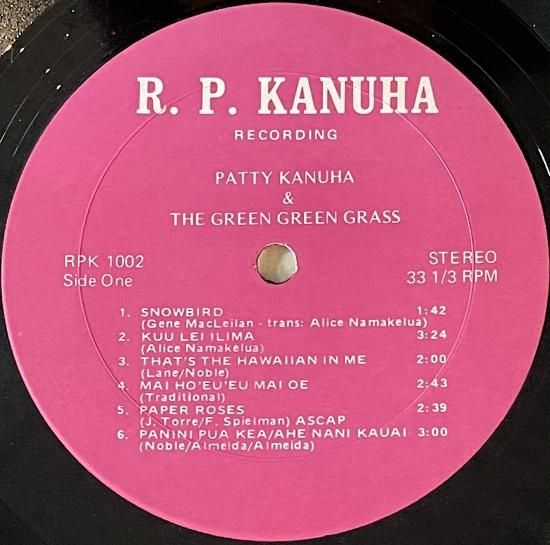 R. P. KANUHA
RECORDING
PATTY KANUHA
&
THE GREEN GREEN GRASS
RPK 1002
Side One
STEREO
33 1/3 RPM
1. SNOWBIRD 1:42
(Gene MacLeilan - trans: Alice Namakelua)
2. KUU LEI ILIMA 3:24
(Alice Namakelua)
3. THAT'S THE HAWAIIAN IN ME 2:00
(Lane/Noble)
4. MAI HO'EU'EU MAI OE 2:43
(Traditional)
5. PAPER ROSES 2:39
(J. Torre/F. Spielman) ASCAP
6. PANINI PUA KEA/AHE NANI KAUAI 3:00
(Noble/Almeida/Almeida)